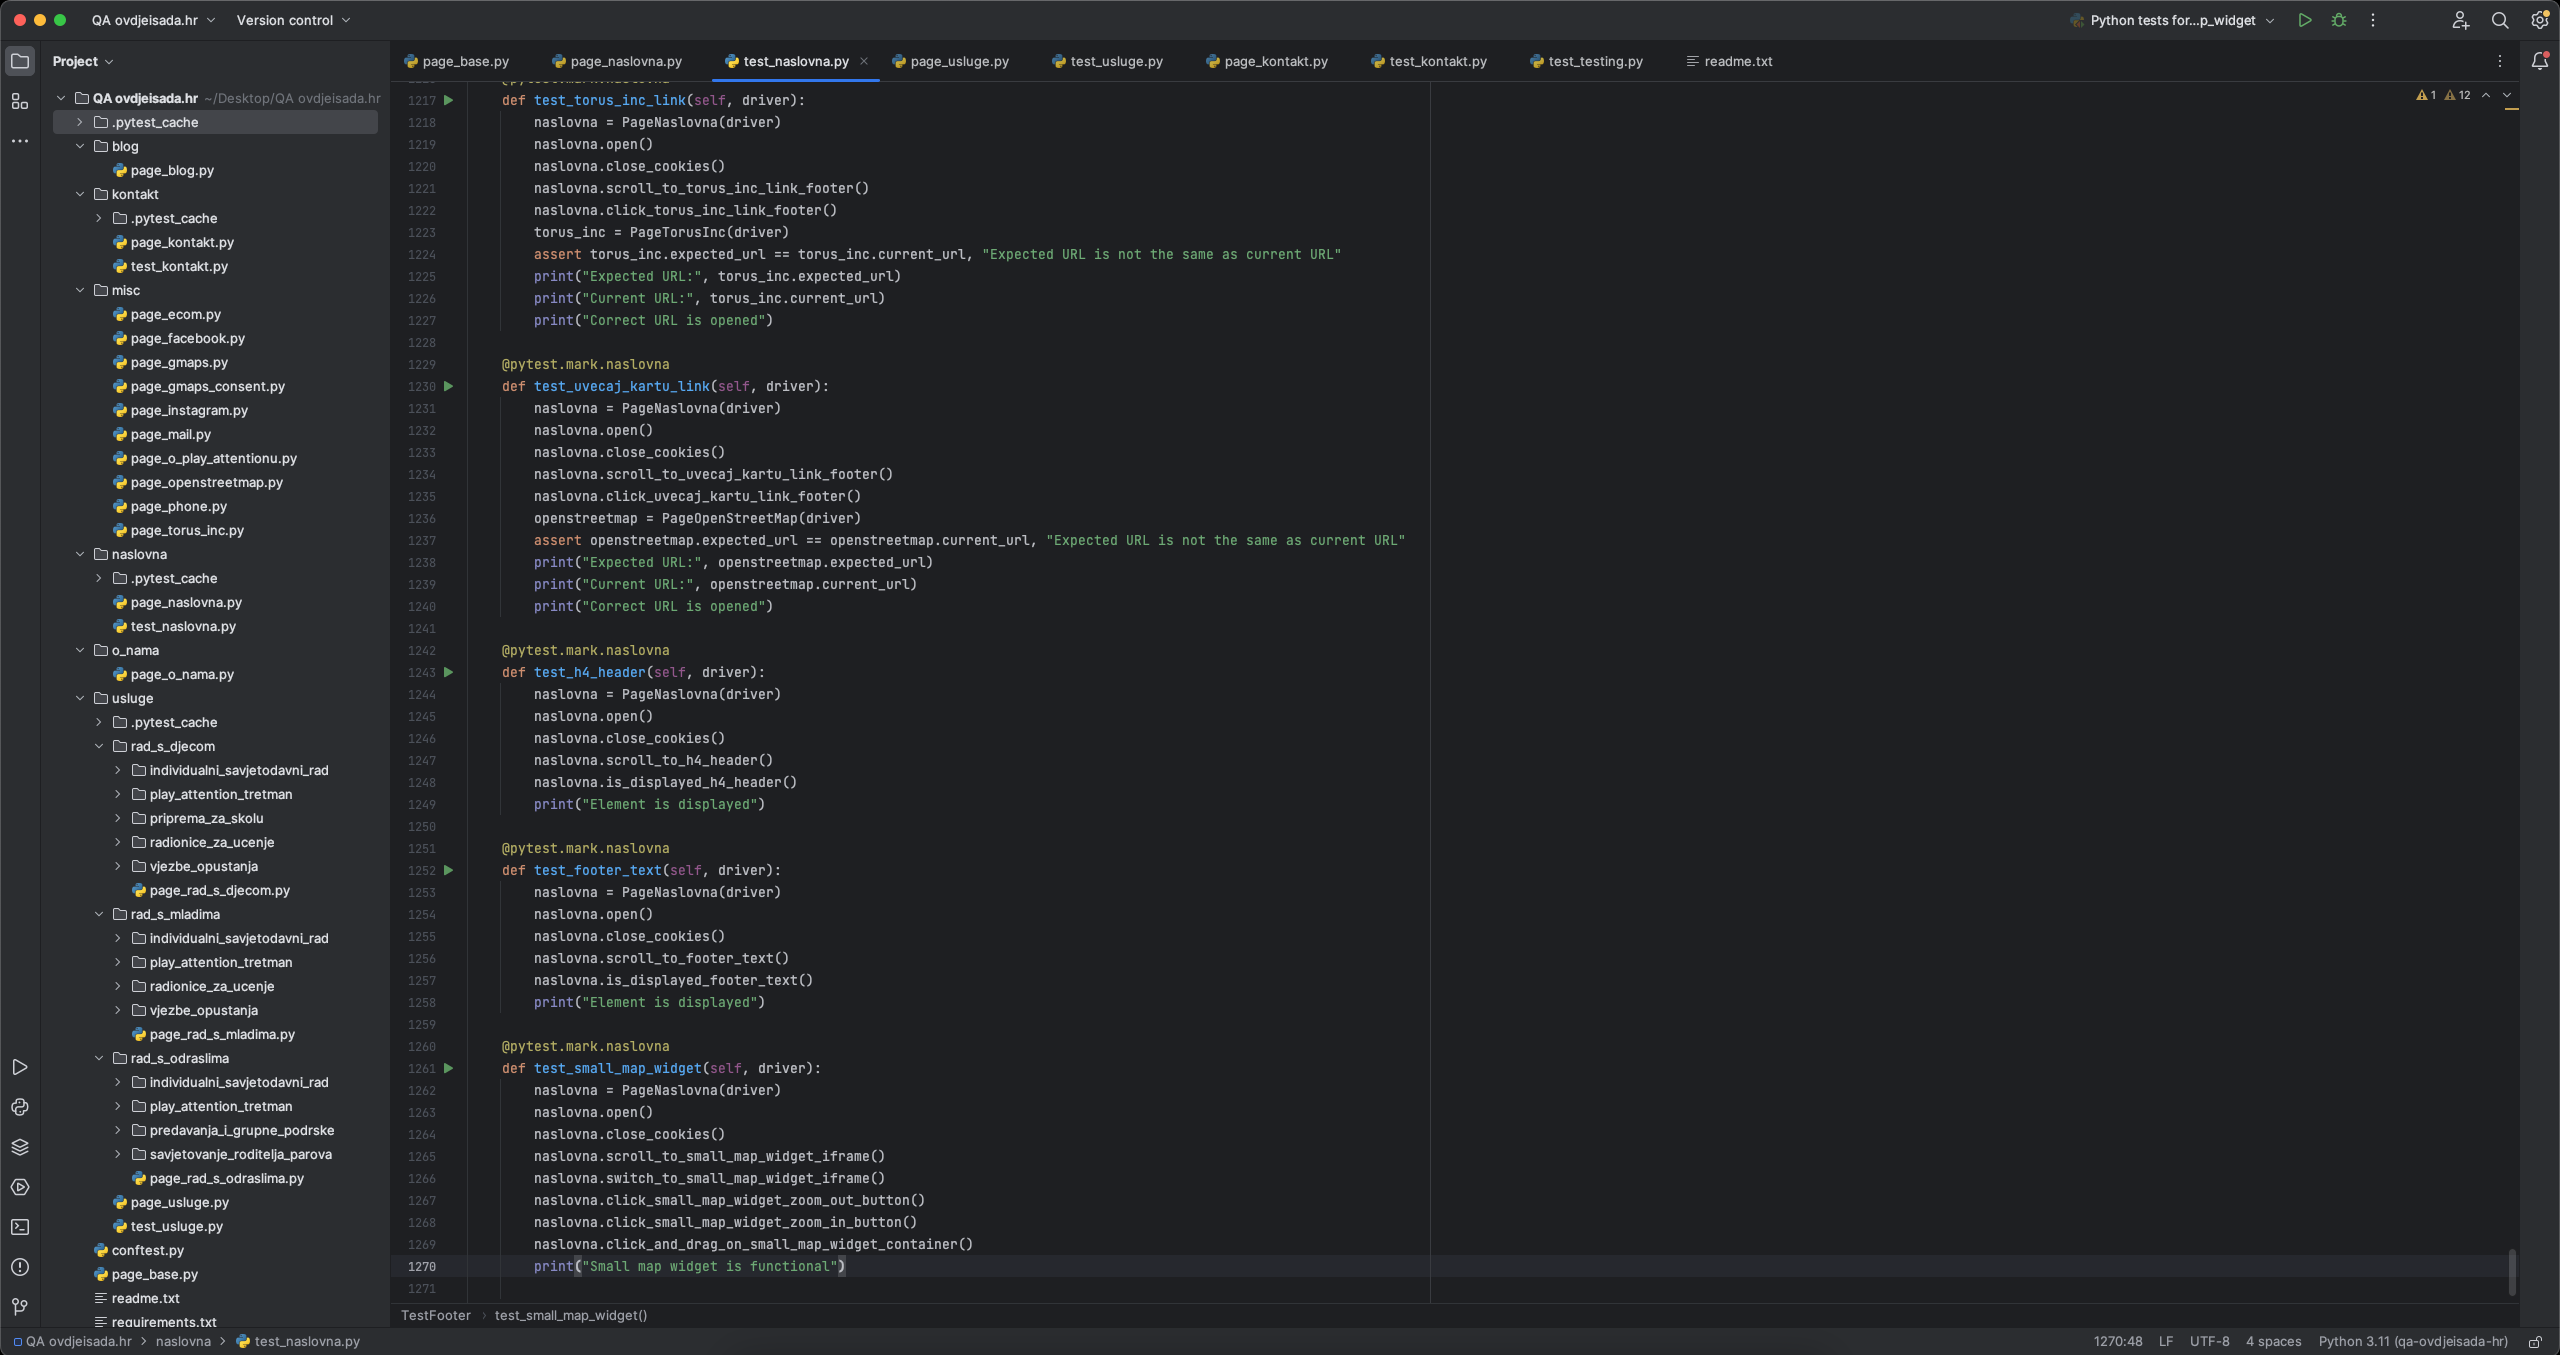 QA ovdjeisada.hr
Version control
Python tests for...p_widget
Project
page_base.py
page_naslovna.py
test_naslovna.py
page_usluge.py
test_usluge.py
page_kontakt.py
test_kontakt.py
test_testing.py
readme.txt
QA ovdjeisada.hr ~/Desktop/QA ovdjeisada.hr
.pytest_cache
blog
page_blog.py
kontakt
.pytest_cache
page_kontakt.py
test_kontakt.py
misc
page_ecom.py
page_facebook.py
page_gmaps.py
page_gmaps_consent.py
page_instagram.py
page_mail.py
page_o_play_attentionu.py
page_openstreetmap.py
page_phone.py
page_torus_inc.py
naslovna
.pytest_cache
page_naslovna.py
test_naslovna.py
o_nama
page_o_nama.py
usluge
.pytest_cache
rad_s_djecom
individualni_savjetodavni_rad
play_attention_tretman
priprema_za_skolu
radionice_za_ucenje
vjezbe_opustanja
page_rad_s_djecom.py
rad_s_mladima
individualni_savjetodavni_rad
play_attention_tretman
radionice_za_ucenje
vjezbe_opustanja
page_rad_s_mladima.py
rad_s_odraslima
individualni_savjetodavni_rad
play_attention_tretman
predavanja_i_grupne_podrske
savjetovanje_roditelja_parova
page_rad_s_odraslima.py
page_usluge.py
test_usluge.py
conftest.py
page_base.py
readme.txt
requirements.txt
1 12
1217 def test_torus_inc_link(self, driver):
1218 naslovna = PageNaslovna(driver)
1219 naslovna.open()
1220 naslovna.close_cookies()
1221 naslovna.scroll_to_torus_inc_link_footer()
1222 naslovna.click_torus_inc_link_footer()
1223 torus_inc = PageTorusInc(driver)
1224 assert torus_inc.expected_url == torus_inc.current_url, "Expected URL is not the same as current URL"
1225 print("Expected URL:", torus_inc.expected_url)
1226 print("Current URL:", torus_inc.current_url)
1227 print("Correct URL is opened")
1228
1229 @pytest.mark.naslovna
1230 def test_uvecaj_kartu_link(self, driver):
1231 naslovna = PageNaslovna(driver)
1232 naslovna.open()
1233 naslovna.close_cookies()
1234 naslovna.scroll_to_uvecaj_kartu_link_footer()
1235 naslovna.click_uvecaj_kartu_link_footer()
1236 openstreetmap = PageOpenStreetMap(driver)
1237 assert openstreetmap.expected_url == openstreetmap.current_url, "Expected URL is not the same as current URL"
1238 print("Expected URL:", openstreetmap.expected_url)
1239 print("Current URL:", openstreetmap.current_url)
1240 print("Correct URL is opened")
1241
1242 @pytest.mark.naslovna
1243 def test_h4_header(self, driver):
1244 naslovna = PageNaslovna(driver)
1245 naslovna.open()
1246 naslovna.close_cookies()
1247 naslovna.scroll_to_h4_header()
1248 naslovna.is_displayed_h4_header()
1249 print("Element is displayed")
1250
1251 @pytest.mark.naslovna
1252 def test_footer_text(self, driver):
1253 naslovna = PageNaslovna(driver)
1254 naslovna.open()
1255 naslovna.close_cookies()
1256 naslovna.scroll_to_footer_text()
1257 naslovna.is_displayed_footer_text()
1258 print("Element is displayed")
1259
1260 @pytest.mark.naslovna
1261 def test_small_map_widget(self, driver):
1262 naslovna = PageNaslovna(driver)
1263 naslovna.open()
1264 naslovna.close_cookies()
1265 naslovna.scroll_to_small_map_widget_iframe()
1266 naslovna.switch_to_small_map_widget_iframe()
1267 naslovna.click_small_map_widget_zoom_out_button()
1268 naslovna.click_small_map_widget_zoom_in_button()
1269 naslovna.click_and_drag_on_small_map_widget_container()
1270 print("Small map widget is functional")
1271
TestFooter > test_small_map_widget()
QA ovdjeisada.hr > naslovna > test_naslovna.py
1270:48 LF UTF-8 4 spaces Python 3.11 (qa-ovdjeisada-hr)